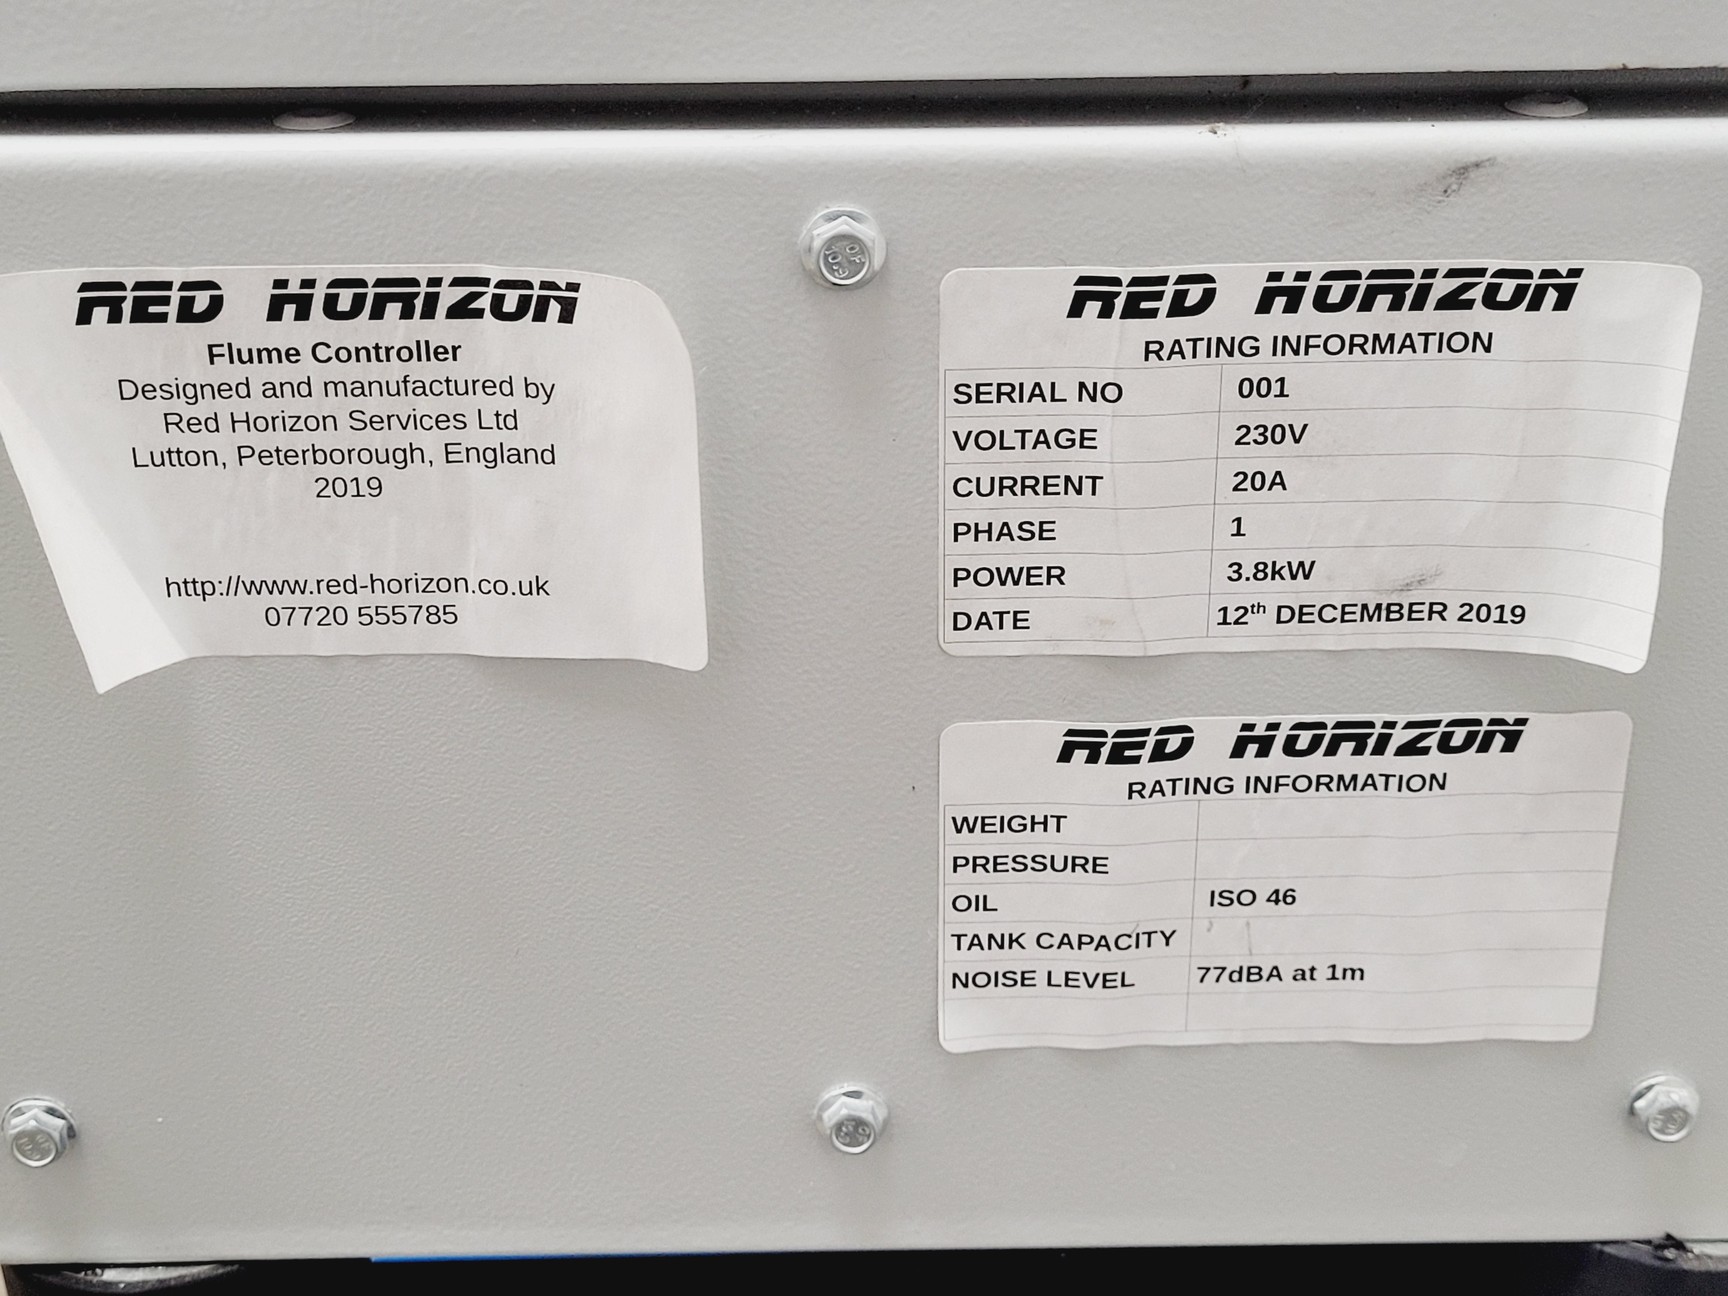 RED HORIZON
Flume Controller
Designed and manufactured by
Red Horizon Services Ltd
Lutton, Peterborough, England
2019
http://www.red-horizon.co.uk
07720 555785
RED HORIZON
RATING INFORMATION
SERIAL NO 001
VOLTAGE 230V
CURRENT 20A
PHASE 1
POWER 3.8kW
DATE 12th DECEMBER 2019
RED HORIZON
RATING INFORMATION
WEIGHT
PRESSURE
OIL ISO 46
TANK CAPACITY
NOISE LEVEL 77dBA at 1m